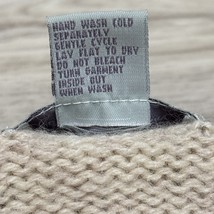 HAND WASH COLD
SEPARATELY
GENTLE CYCLE
LAY FLAT TO DRY
DO NOT BLEACH
TURN GARMENT
INSIDE OUT
WHEN WASH